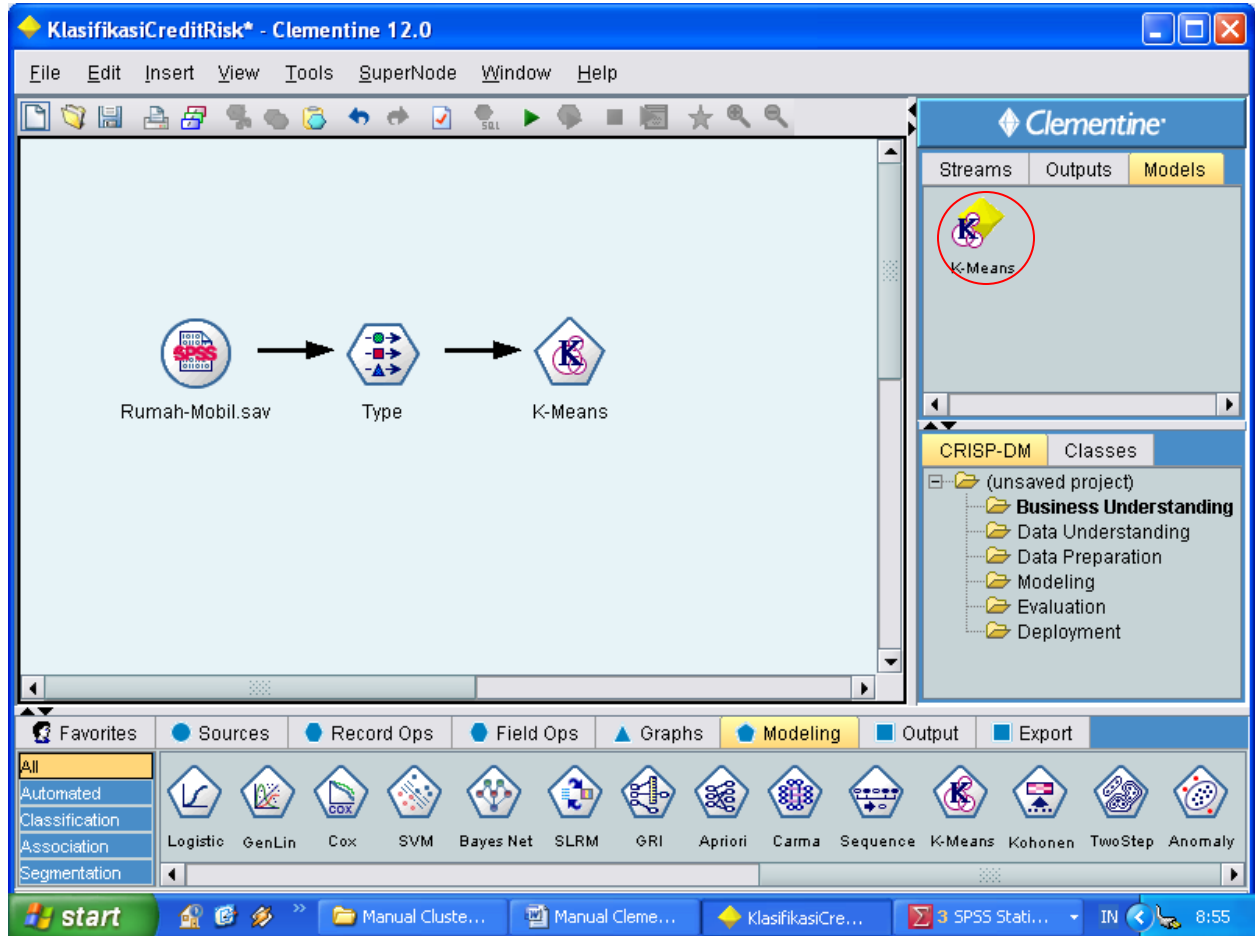 KlasifikasiCreditRisk* - Clementine 12.0
File Edit Insert View Tools SuperNode Window Help
SQL
Clementine
Streams Outputs Models
K-Means
SPSS
Rumah-Mobil.sav Type K-Means
CRISP-DM Classes
(unsaved project)
Business Understanding
Data Understanding
Data Preparation
Modeling
Evaluation
Deployment
Favorites Sources Record Ops Field Ops Graphs Modeling Output Export
All
Automated
Classification
Association
Segmentation
COX
Logistic GenLin Cox SVM Bayes Net SLRM GRI Apriori Carma Sequence K-Means Kohonen TwoStep Anomaly
start Manual Cluste... Manual Cleme... KlasifikasiCre... 3 SPSS Stati... IN 8:55